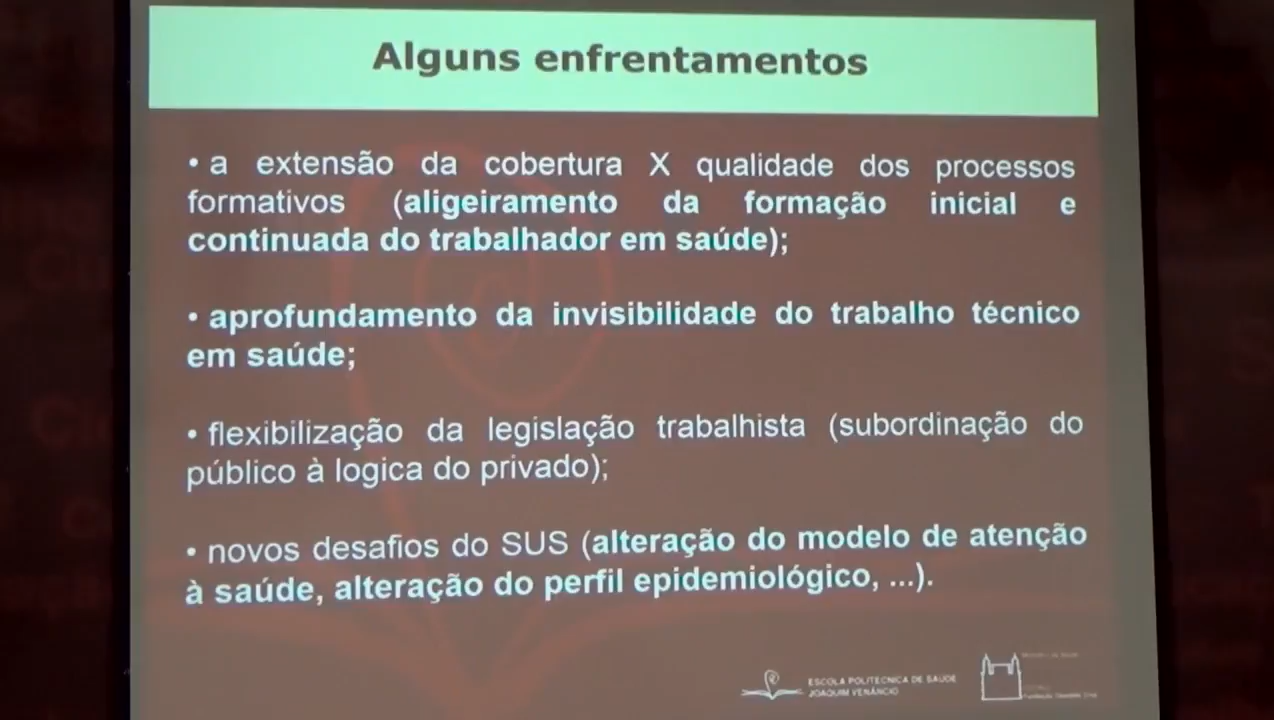 Alguns enfrentamentos
• a extensão da cobertura X qualidade dos processos
formativos (aligeiramento da formação inicial e
continuada do trabalhador em saúde);
• aprofundamento da invisibilidade do trabalho técnico
em saúde;
• flexibilização da legislação trabalhista (subordinação do
público à logica do privado);
• novos desafios do SUS (alteração do modelo de atenção
à saúde, alteração do perfil epidemiológico, ...).
ESCOLA POLITÉCNICA DE SAÚDE
JOAQUIM VENÂNCIO